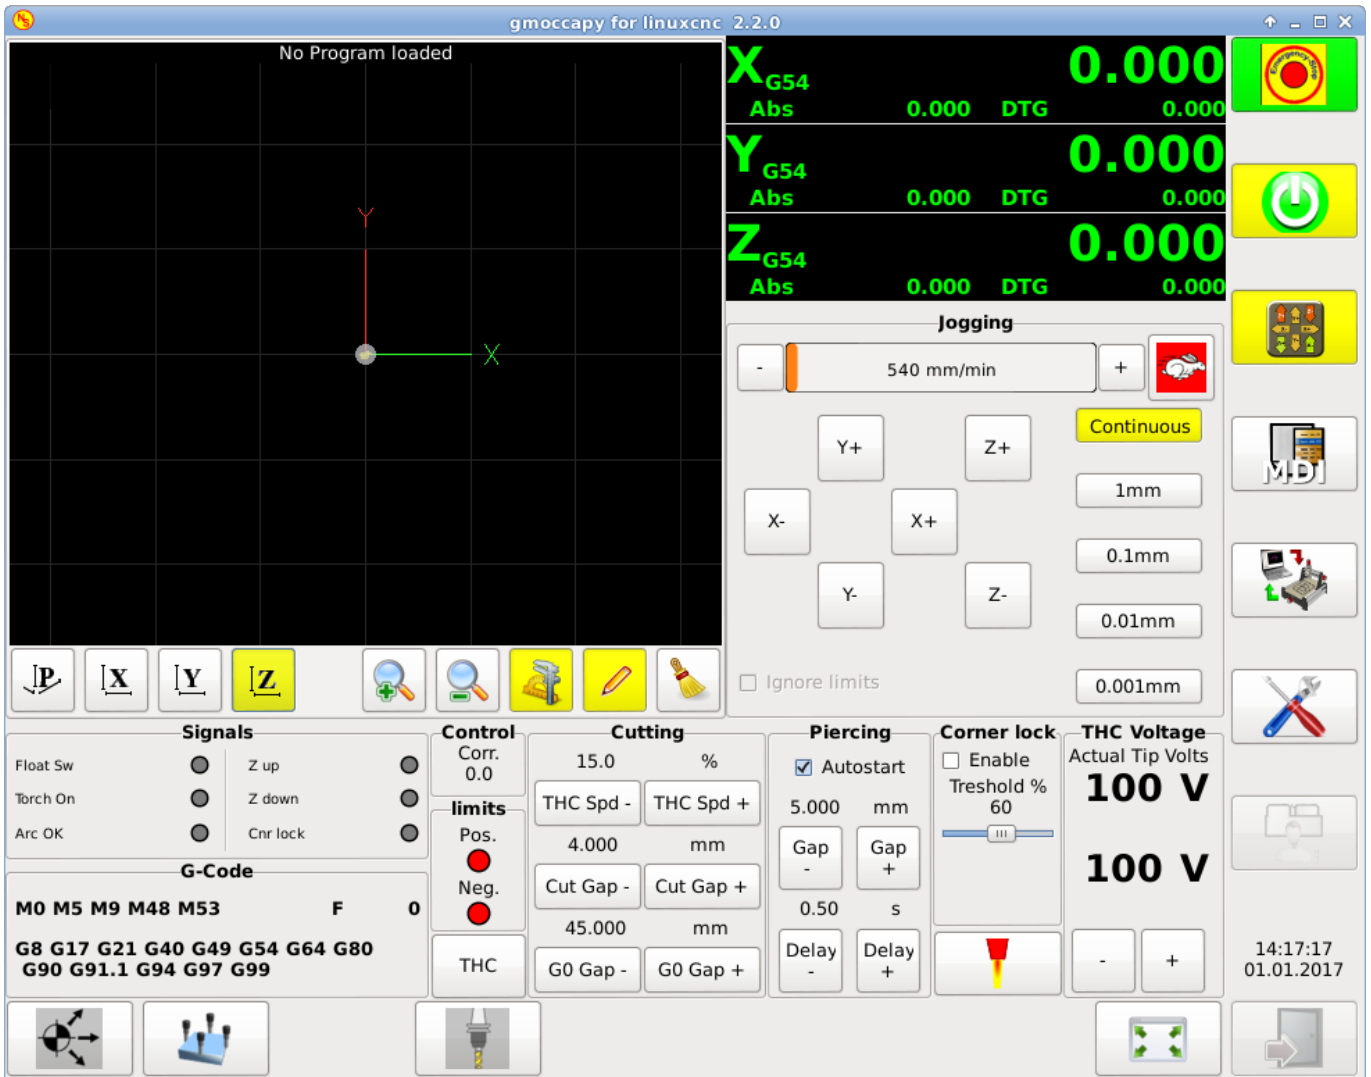 gmoccapy for linuxcnc 2.2.0
No Program loaded
X G54 0.000
Abs 0.000 DTG 0.000
Y G54 0.000
Abs 0.000 DTG 0.000
Z G54 0.000
Abs 0.000 DTG 0.000
Emergency-Stop
Y
X
Jogging
- 540 mm/min +
Continuous
Y+ Z+
1mm
MDI
X- X+
0.1mm
Y- Z-
0.01mm
Ignore limits
0.001mm
P X Y Z
Signals
Float Sw Z up
Torch On Z down
Arc OK Cnr lock
G-Code
M0 M5 M9 M48 M53 F 0
G8 G17 G21 G40 G49 G54 G64 G80
G90 G91.1 G94 G97 G99
Control
Corr.
0.0
limits
Pos.
Neg.
THC
Cutting
15.0 %
THC Spd - THC Spd +
4.000 mm
Cut Gap - Cut Gap +
45.000 mm
G0 Gap - G0 Gap +
Piercing
Autostart
5.000 mm
Gap - Gap +
0.50 s
Delay - Delay +
Corner lock
Enable
Treshold %
60
THC Voltage
Actual Tip Volts
100 V
100 V
- +
14:17:17
01.01.2017